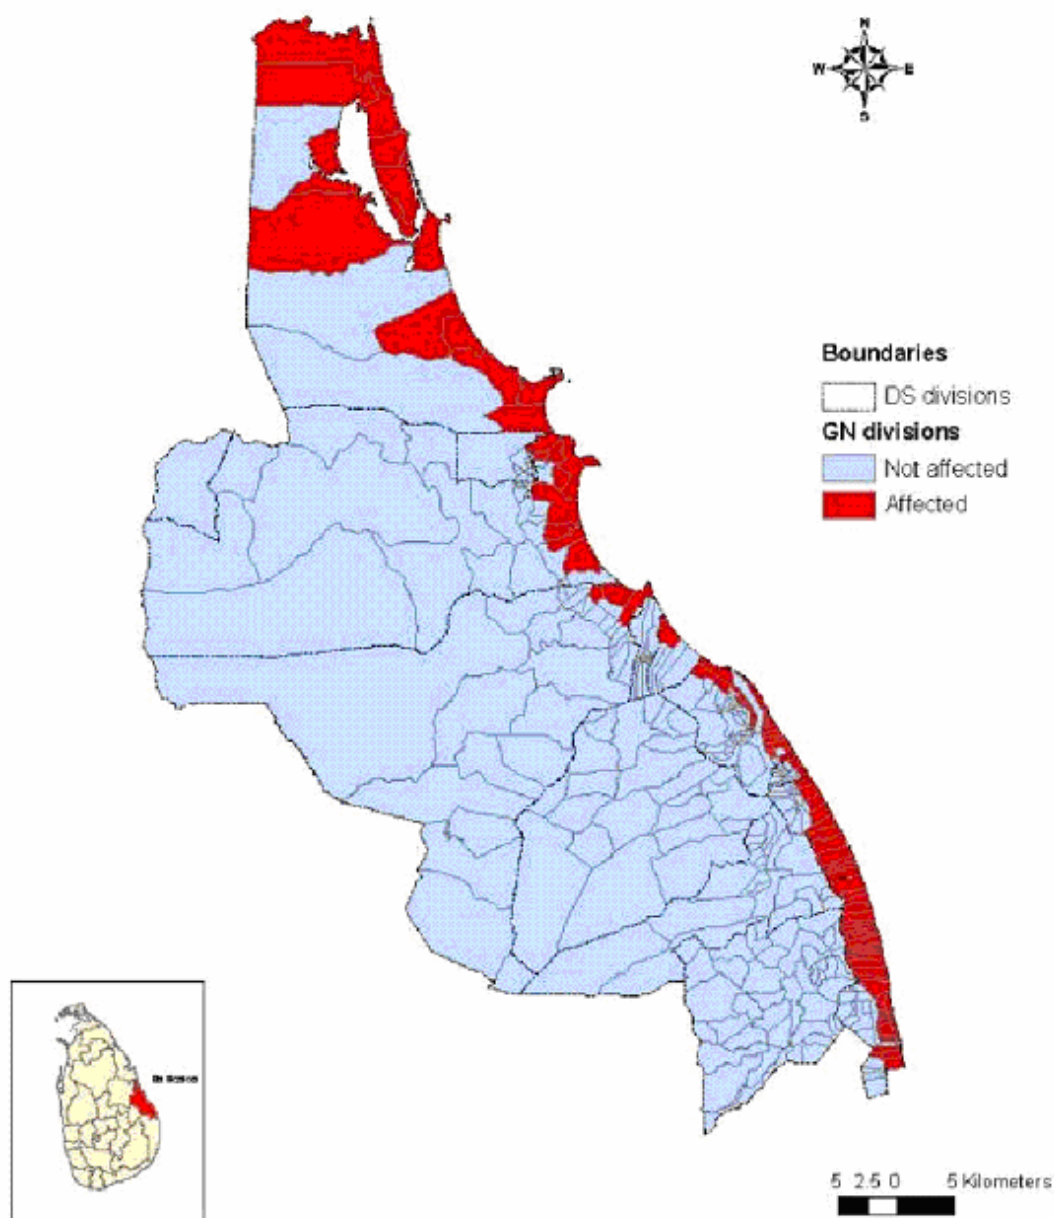 N
W E
S
Boundaries
DS divisions
GN divisions
Not affected
Affected
5 2.5 0 5 Kilometers